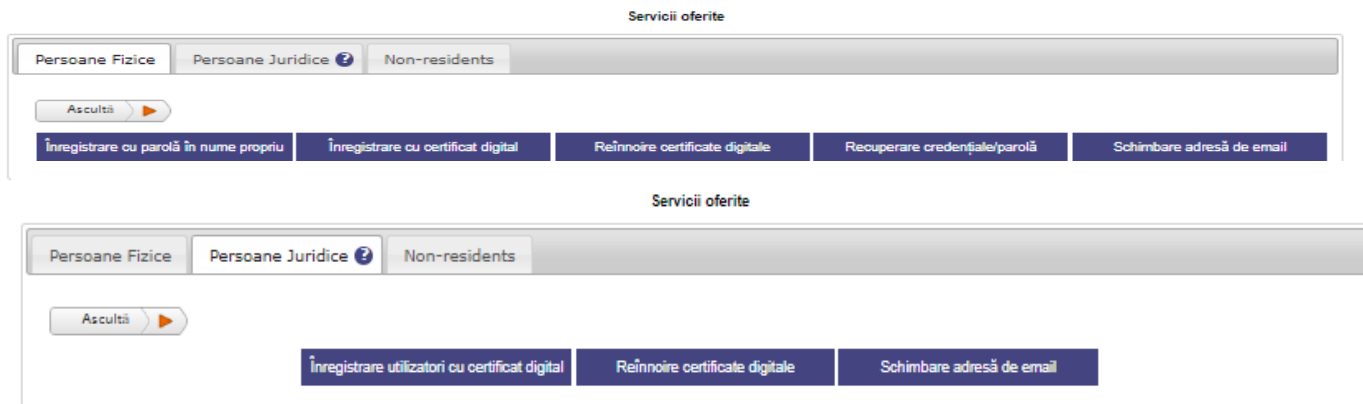 Servicii oferite
Persoane Fizice Persoane Juridice ? Non-residents
Ascultă
Înregistrare cu parolă în nume propriu Înregistrare cu certificat digital Reînnoire certificate digitale Recuperare credențiale/parolă Schimbare adresă de email
Servicii oferite
Persoane Fizice Persoane Juridice ? Non-residents
Ascultă
Înregistrare utilizatori cu certificat digital Reînnoire certificate digitale Schimbare adresă de email